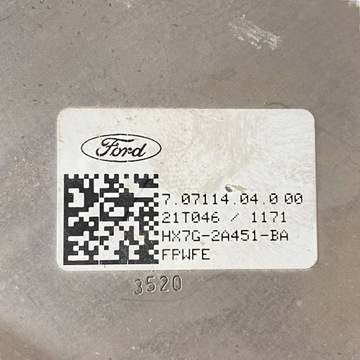 Ford
7.07114.04.0 00
21T046 / 1171
HX7G-2A451-BA
FPWFE
3520